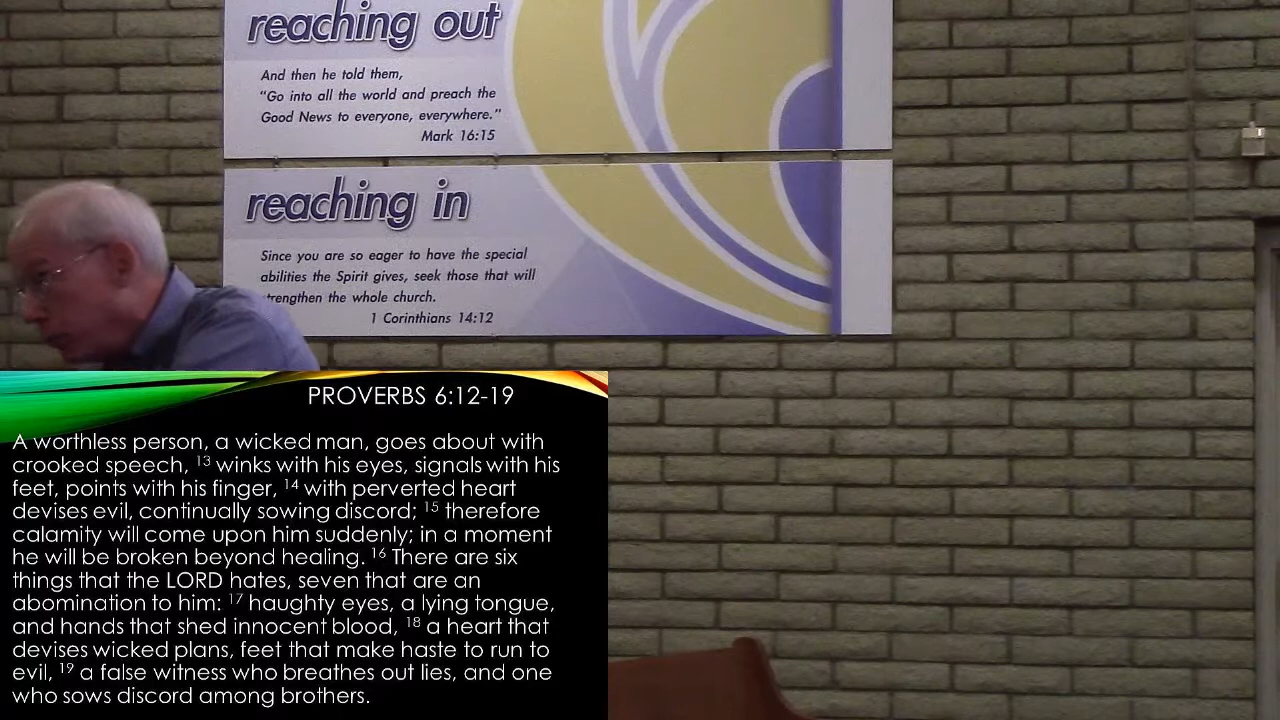 reaching out
And then he told them,
“Go into all the world and preach the
Good News to everyone, everywhere.”
Mark 16:15
reaching in
Since you are so eager to have the special
abilities the Spirit gives, seek those that will
trengthen the whole church.
1 Corinthians 14:12
PROVERBS 6:12-19
A worthless person, a wicked man, goes about with
crooked speech, ¹³ winks with his eyes, signals with his
feet, points with his finger, ¹⁴ with perverted heart
devises evil, continually sowing discord; ¹⁵ therefore
calamity will come upon him suddenly; in a moment
he will be broken beyond healing. ¹⁶ There are six
things that the LORD hates, seven that are an
abomination to him: ¹⁷ haughty eyes, a lying tongue,
and hands that shed innocent blood, ¹⁸ a heart that
devises wicked plans, feet that make haste to run to
evil, ¹⁹ a false witness who breathes out lies, and one
who sows discord among brothers.